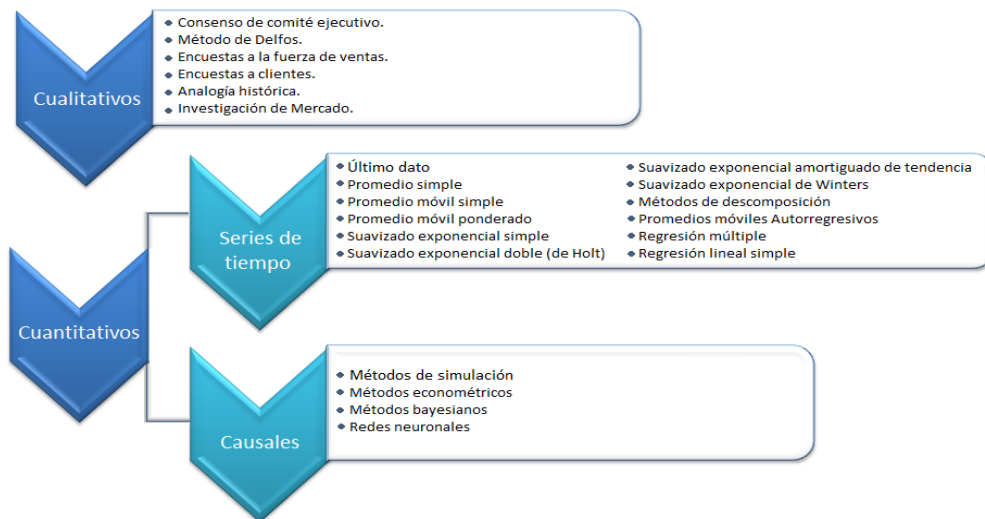 Cualitativos
Consenso de comité ejecutivo.
Método de Delfos.
Encuestas a la fuerza de ventas.
Encuestas a clientes.
Analogía histórica.
Investigación de Mercado.
Cuantitativos
Series de
tiempo
Último dato
Promedio simple
Promedio móvil simple
Promedio móvil ponderado
Suavizado exponencial simple
Suavizado exponencial doble (de Holt)
Suavizado exponencial amortiguado de tendencia
Suavizado exponencial de Winters
Métodos de descomposición
Promedios móviles Autorregresivos
Regresión múltiple
Regresión lineal simple
Causales
Métodos de simulación
Métodos econométricos
Métodos bayesianos
Redes neuronales